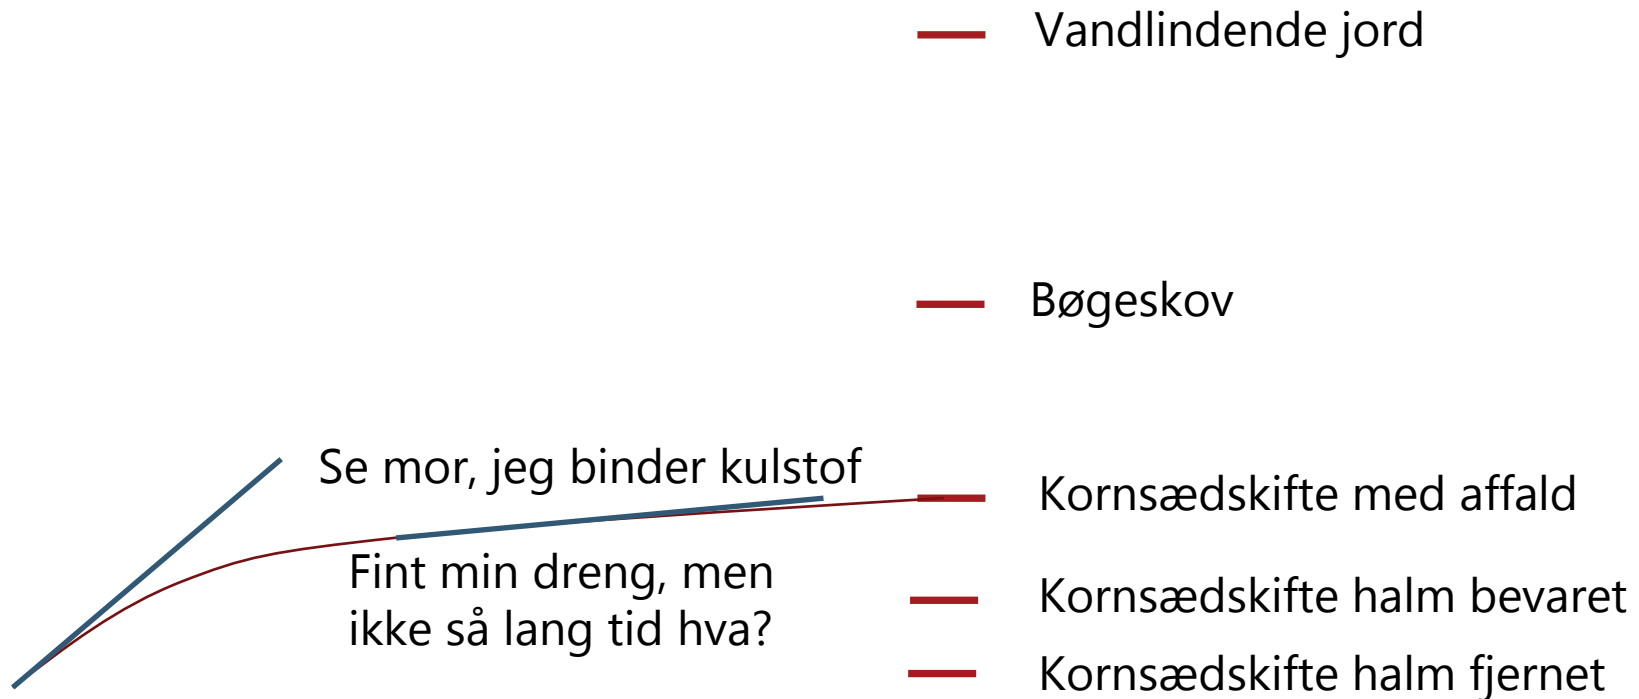 Vandlindende jord
Bøgeskov
Se mor, jeg binder kulstof
Kornsædskifte med affald
Fint min dreng, men
ikke så lang tid hva?
Kornsædskifte halm bevaret
Kornsædskifte halm fjernet